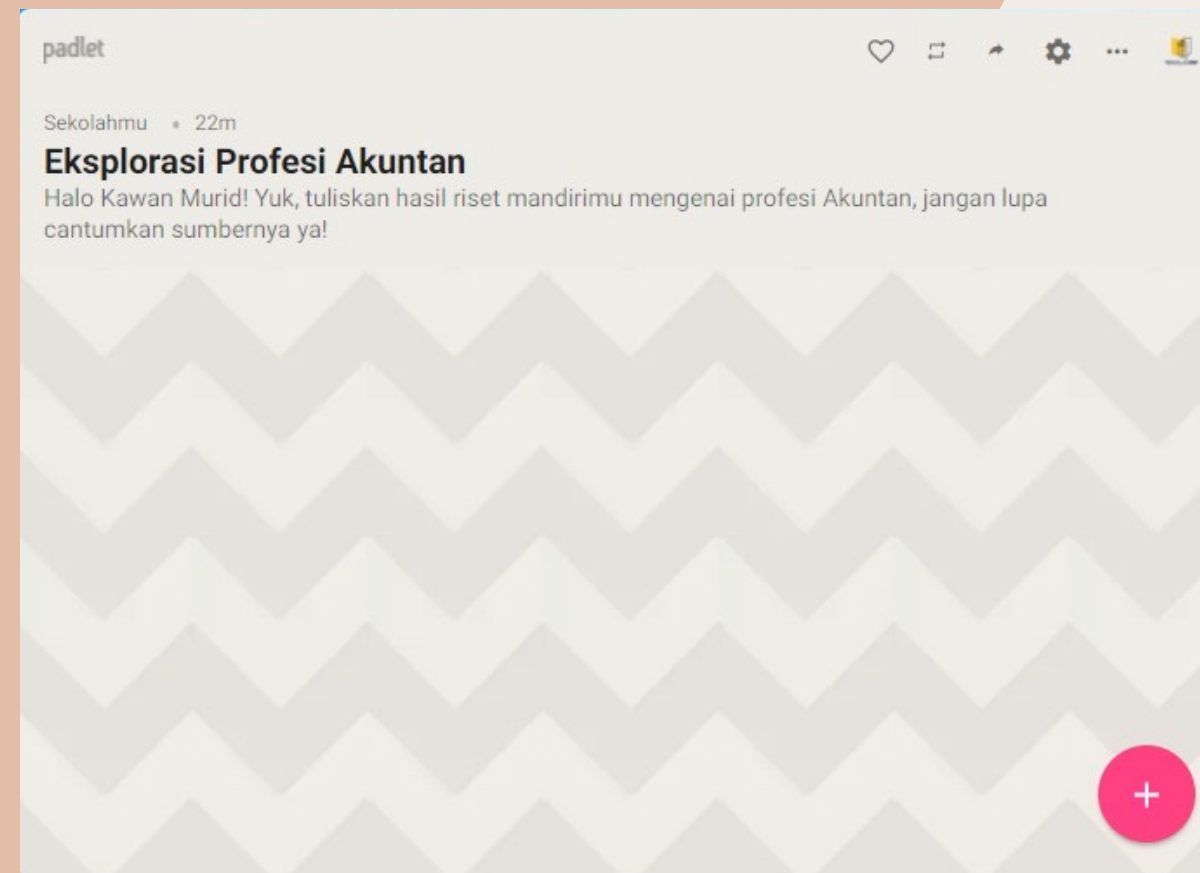 padlet
Sekolahmu • 22m
Eksplorasi Profesi Akuntan
Halo Kawan Murid! Yuk, tuliskan hasil riset mandirimu mengenai profesi Akuntan, jangan lupa
cantumkan sumbernya ya!